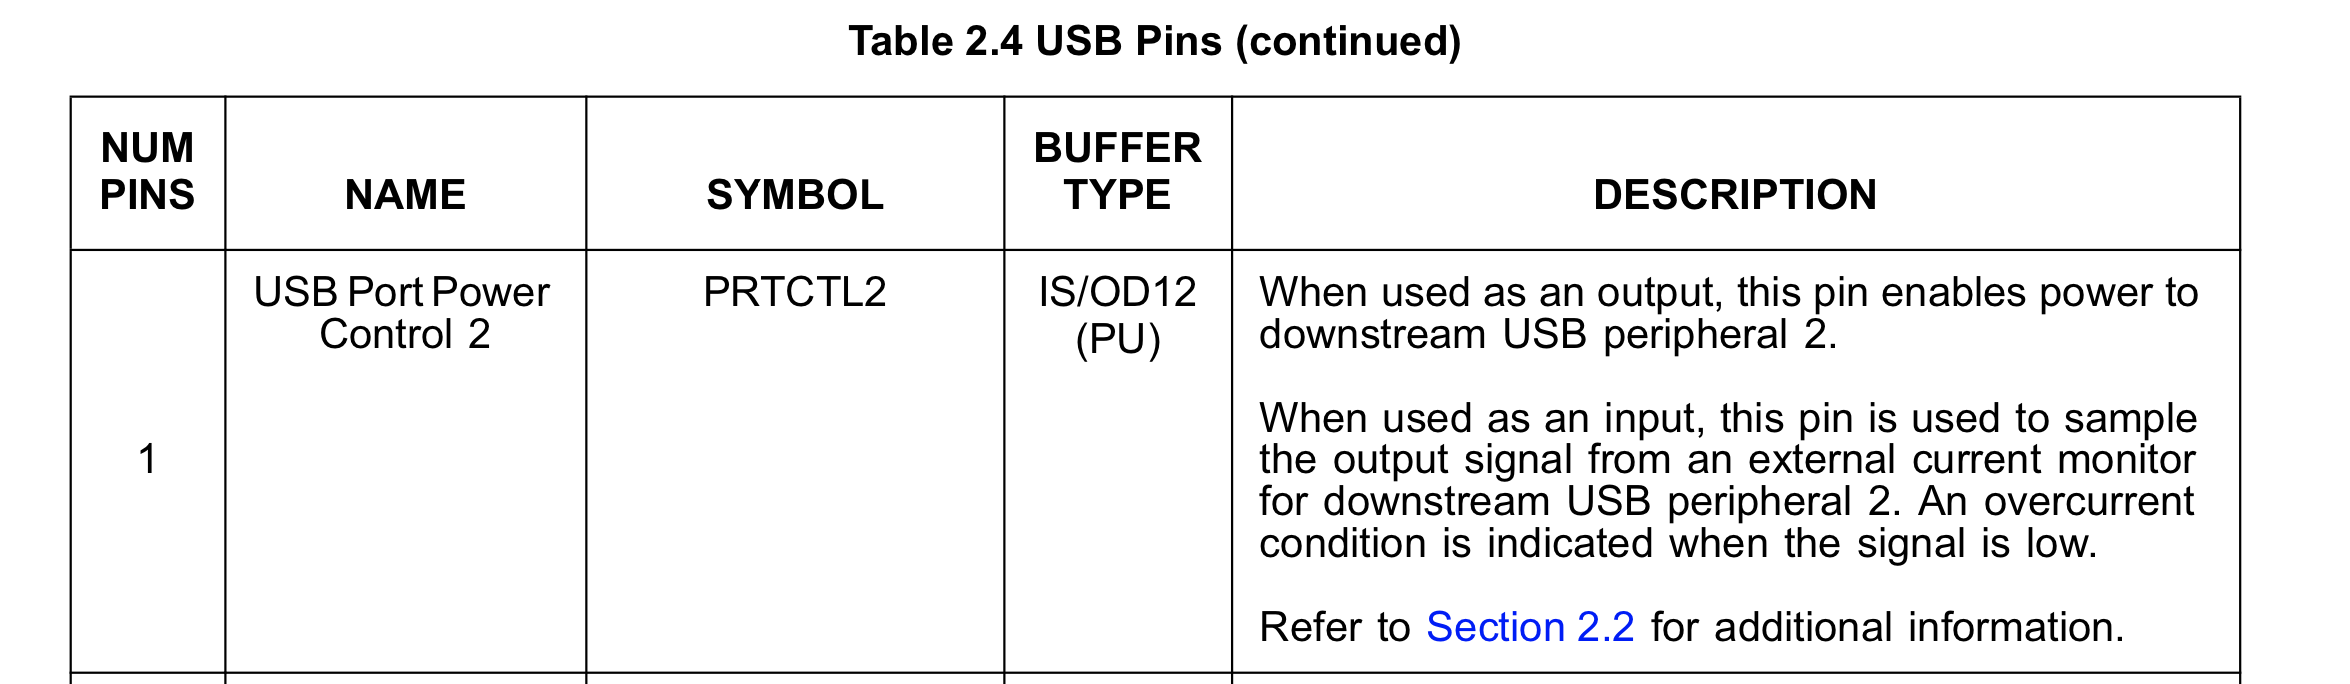 Table 2.4 USB Pins (continued)
NUM PINS
NAME
SYMBOL
BUFFER TYPE
DESCRIPTION
1
USB Port Power
Control 2
PRTCTL2
IS/OD12
(PU)
When used as an output, this pin enables power to
downstream USB peripheral 2.
When used as an input, this pin is used to sample
the output signal from an external current monitor
for downstream USB peripheral 2. An overcurrent
condition is indicated when the signal is low.
Refer to Section 2.2 for additional information.